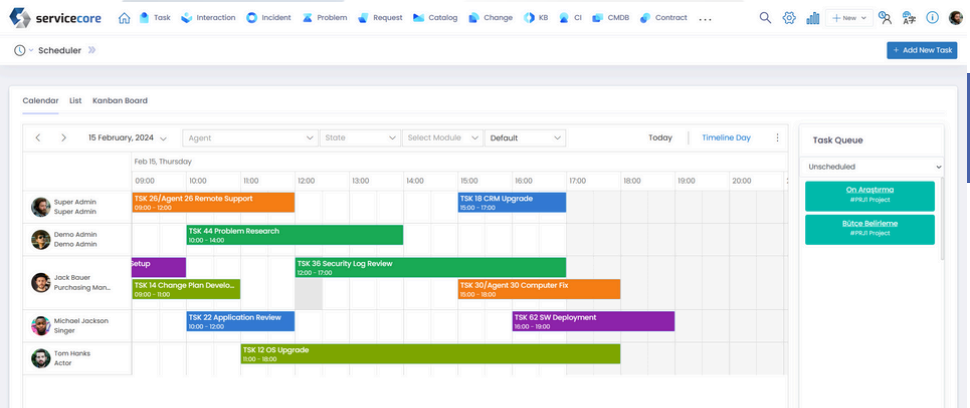 servicecore
Task
Interaction
Incident
Problem
Request
Catalog
Change
KB
CI
CMDB
Contract
...
+ New
Scheduler
+ Add New Task
Calendar
List
Kanban Board
15 February, 2024
Agent
State
Select Module
Default
Today
Timeline Day
Feb 15, Thursday
09:00
10:00
11:00
12:00
13:00
14:00
15:00
16:00
17:00
18:00
19:00
20:00
Super Admin
Super Admin
TSK 26/Agent 26 Remote Support
09:00 - 12:00
TSK 18 CRM Upgrade
15:00 - 17:00
Demo Admin
Demo Admin
TSK 44 Problem Research
10:00 - 14:00
Jack Bauer
Purchasing Man...
Setup
TSK 36 Security Log Review
12:00 - 17:00
TSK 14 Change Plan Develo...
09:00 - 11:00
TSK 30/Agent 30 Computer Fix
15:00 - 18:00
Michael Jackson
Singer
TSK 22 Application Review
10:00 - 12:00
TSK 62 SW Deployment
16:00 - 19:00
Tom Hanks
Actor
TSK 12 OS Upgrade
11:00 - 18:00
Task Queue
Unscheduled
Ön Araştırma
#PRJ1 Project
Bütçe Belirleme
#PRJ1 Project